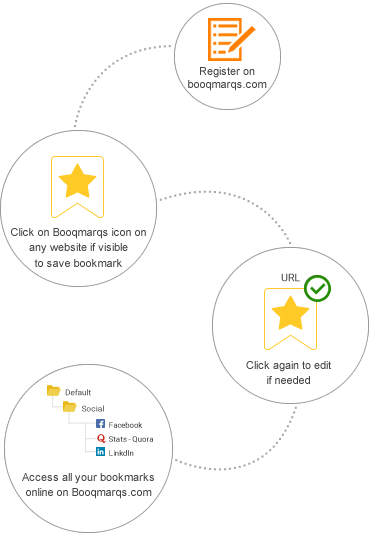 Register on
booqmarqs.com
Click on Booqmarqs icon on
any website if visible
to save bookmark
URL
Click again to edit
if needed
Default
Social
Facebook
Stats - Quora
LinkdIn
Access all your bookmarks
online on Booqmarqs.com